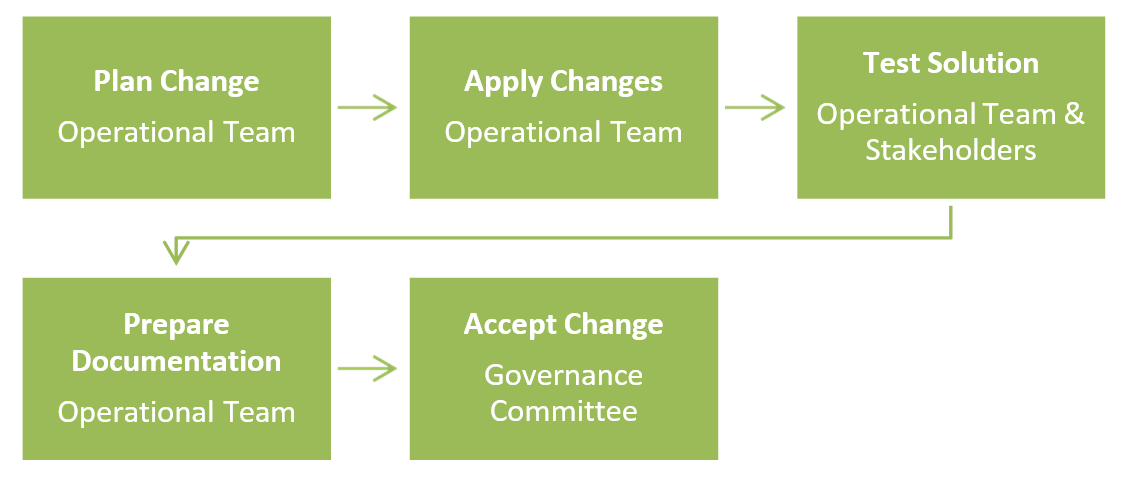 Plan Change
Operational Team
Apply Changes
Operational Team
Test Solution
Operational Team &
Stakeholders
Prepare
Documentation
Operational Team
Accept Change
Governance
Committee